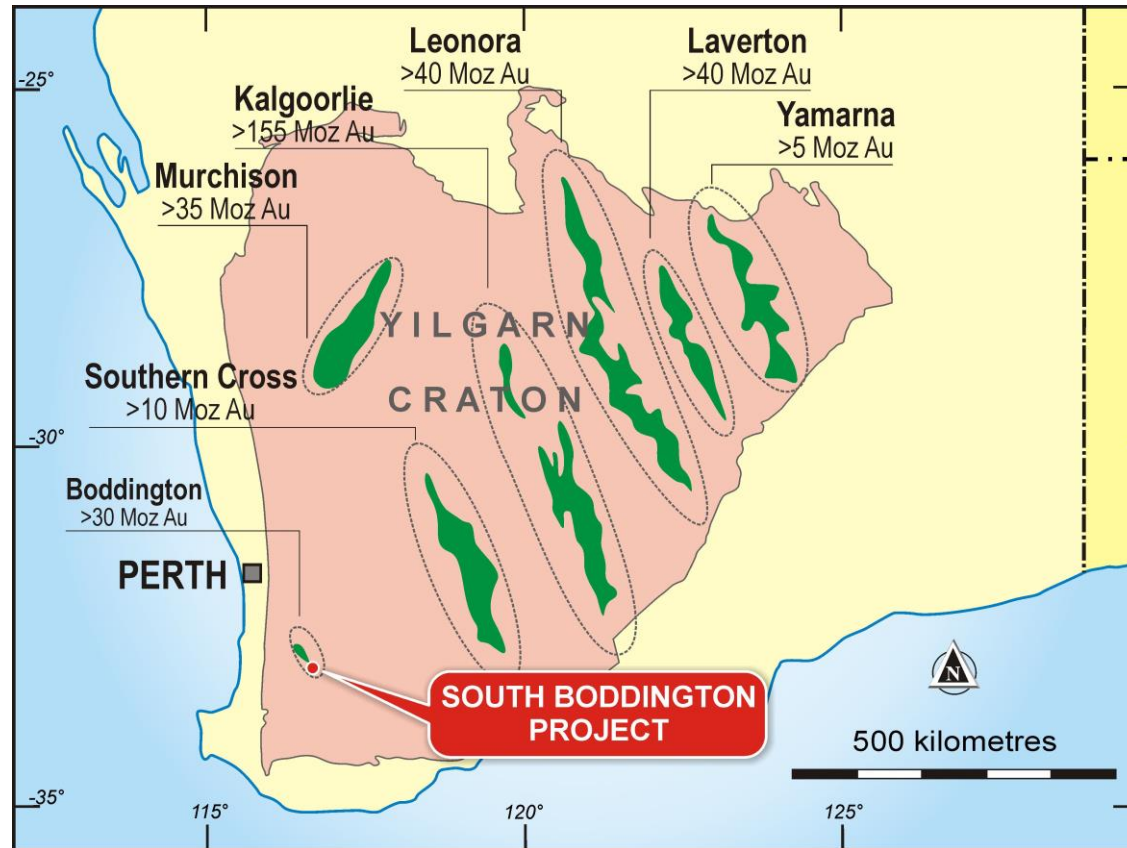 Leonora
>40 Moz Au
Laverton
>40 Moz Au
-25°
Kalgoorlie
>155 Moz Au
Yamarna
>5 Moz Au
Murchison
>35 Moz Au
YILGARN
CRATON
Southern Cross
>10 Moz Au
-30°
Boddington
>30 Moz Au
PERTH
N
SOUTH BODDINGTON
PROJECT
500 kilometres
-35°
115°
120°
125°